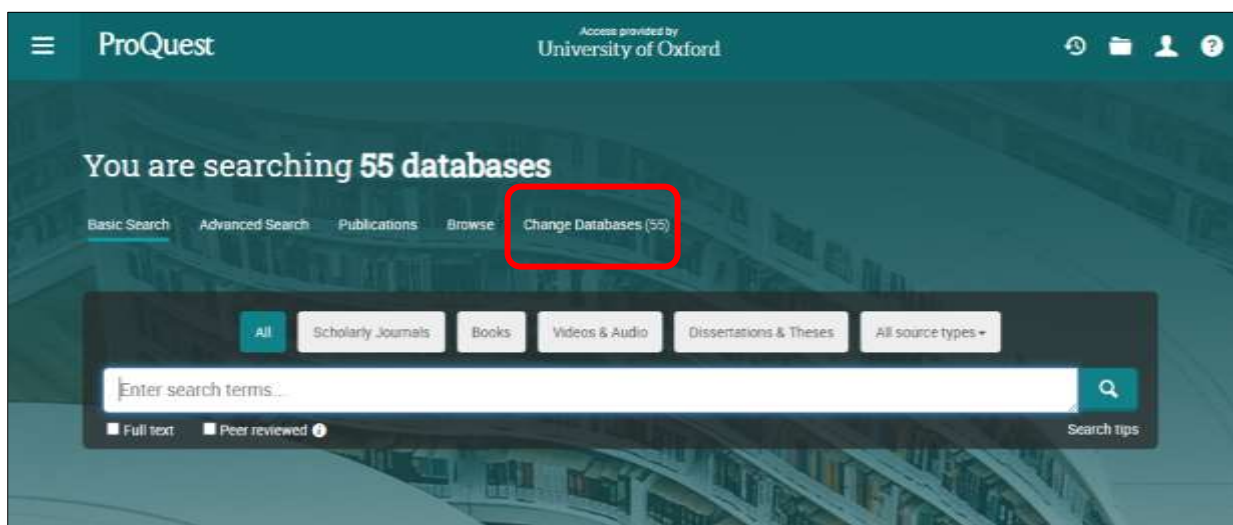 ProQuest
Access provided by
University of Oxford
You are searching 55 databases
Basic Search Advanced Search Publications Browse Change Databases (55)
All Scholarly Journals Books Videos & Audio Dissertations & Theses All source types
Enter search terms...
Full text Peer reviewed
Search tips